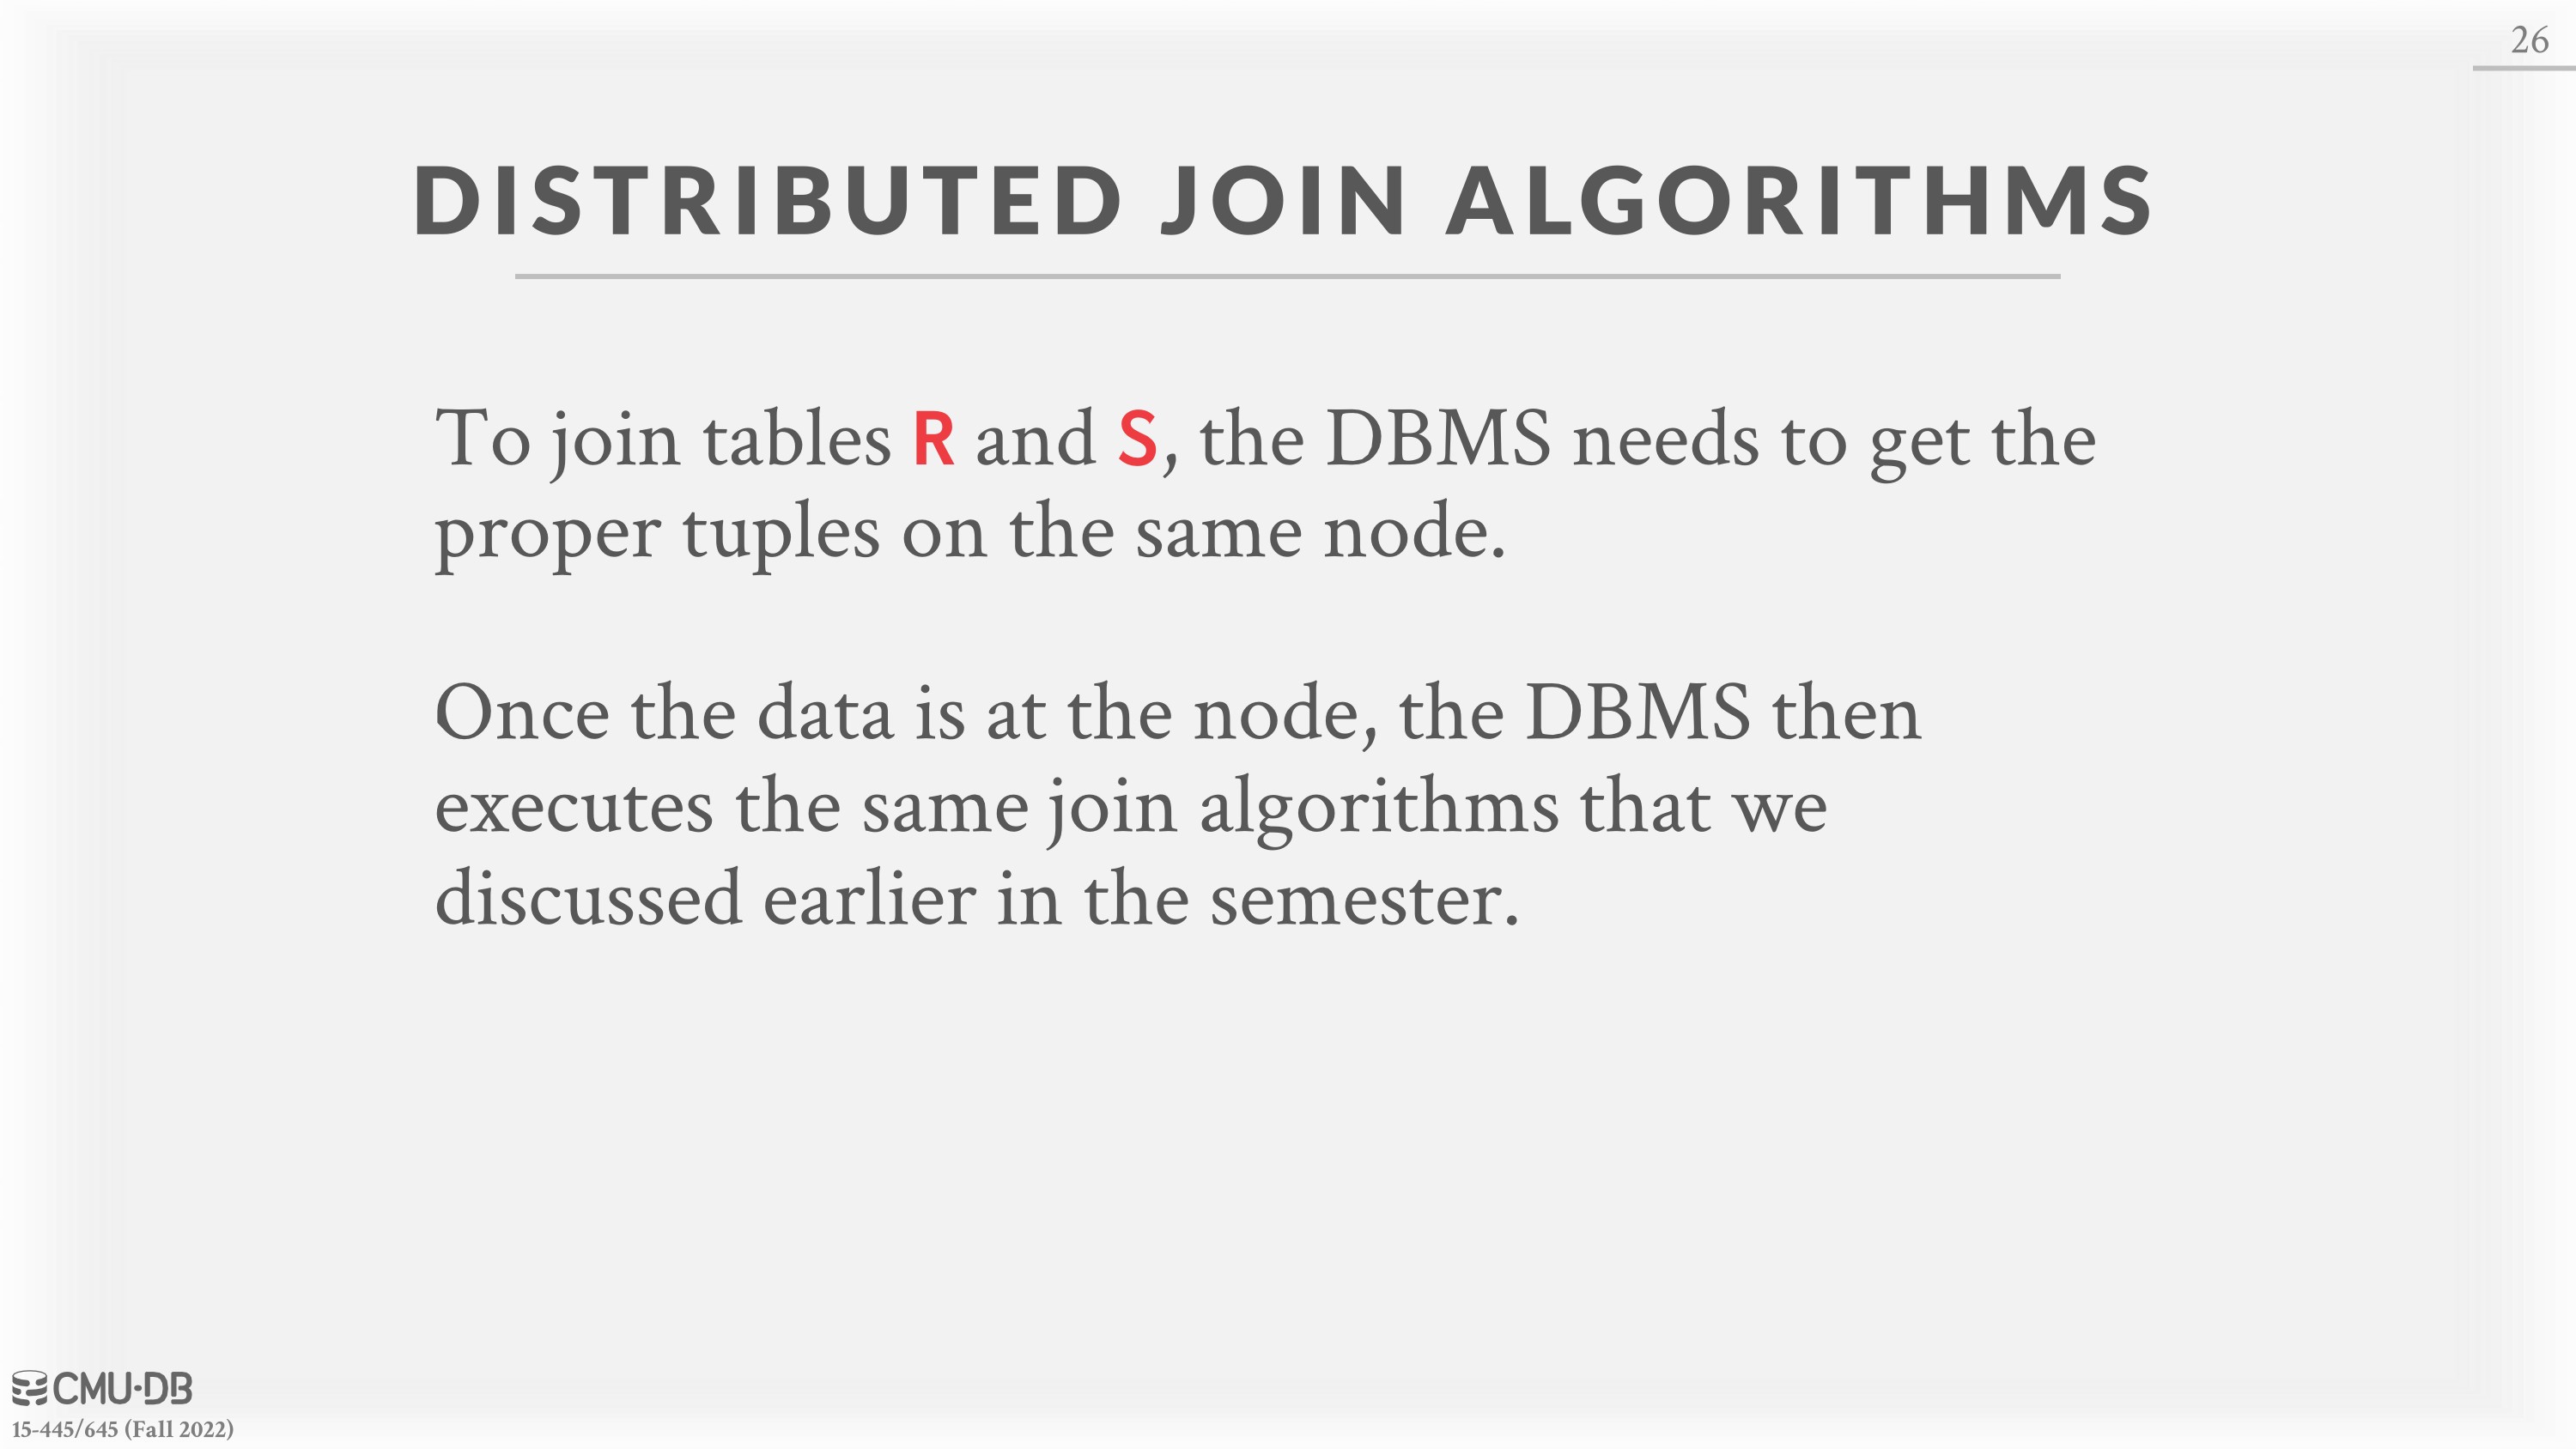 26
DISTRIBUTED JOIN ALGORITHMS
To join tables R and S, the DBMS needs to get the
proper tuples on the same node.
Once the data is at the node, the DBMS then
executes the same join algorithms that we
discussed earlier in the semester.
CMU·DB
15-445/645 (Fall 2022)